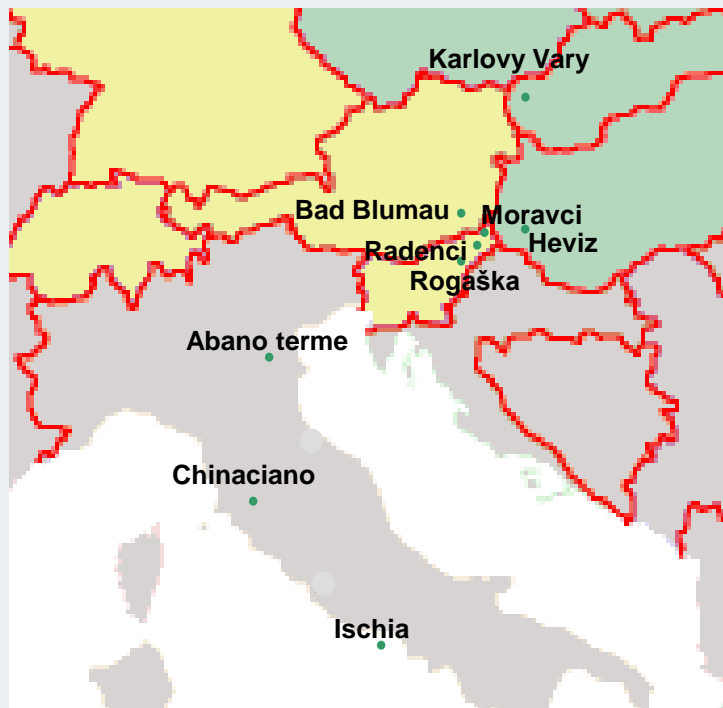 Karlovy Vary
Bad Blumau
Moravci
Radenci
Heviz
Rogaška
Abano terme
Chinaciano
Ischia